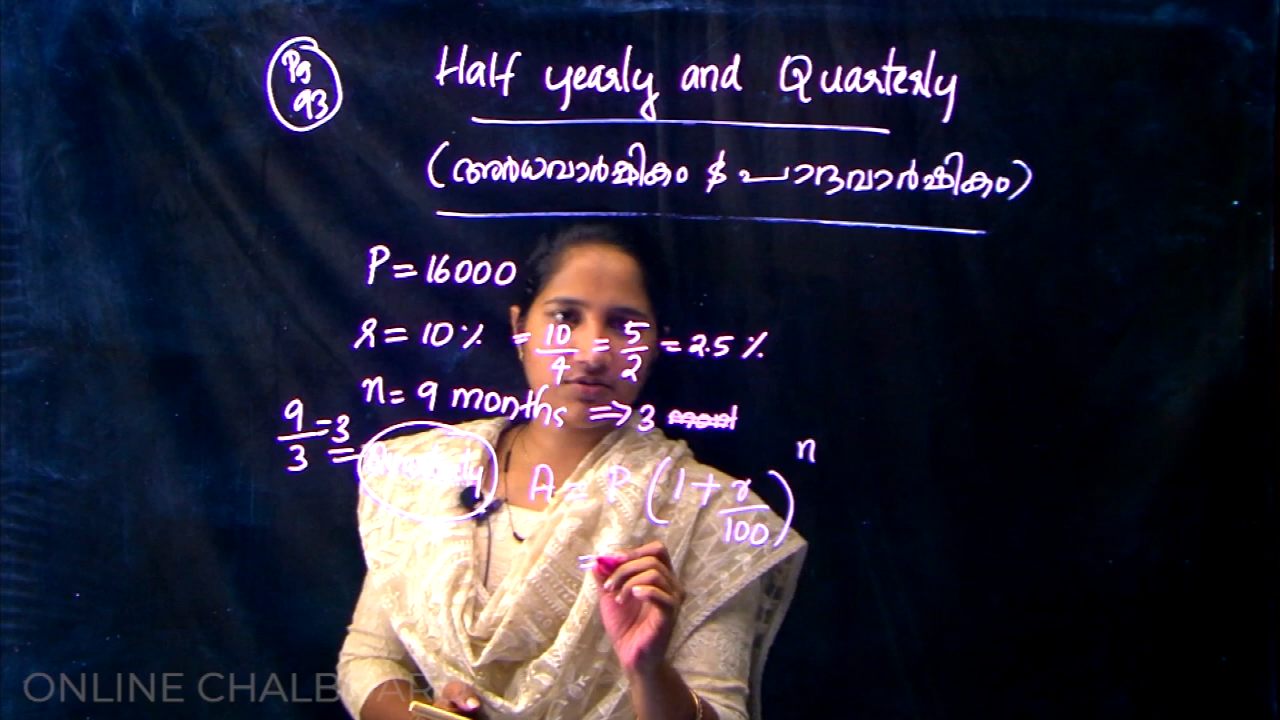 Pg
93
Half yearly and Quarterly
(അർധവാർഷികം & പാദവാർഷികം)
P = 16000
r = 10% = 10/4 = 5/2 = 2.5 %
n = 9 months ⇒ 3
9/3 = 3
Quarterly
A = P (1 + r/100)^n
=
ONLINE CHALB